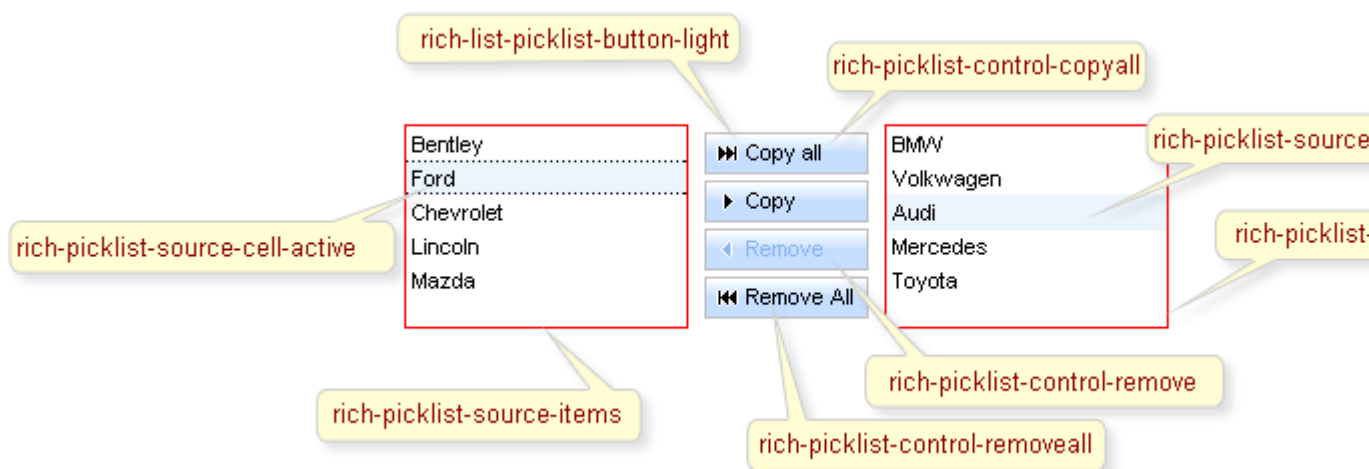 rich-list-picklist-button-light
rich-picklist-control-copyall
Bentley
Ford
Chevrolet
Lincoln
Mazda
Copy all
Copy
Remove
Remove All
BMW
Volkwagen
Audi
Mercedes
Toyota
rich-picklist-source
rich-picklist-
rich-picklist-source-cell-active
rich-picklist-source-items
rich-picklist-control-remove
rich-picklist-control-removeall